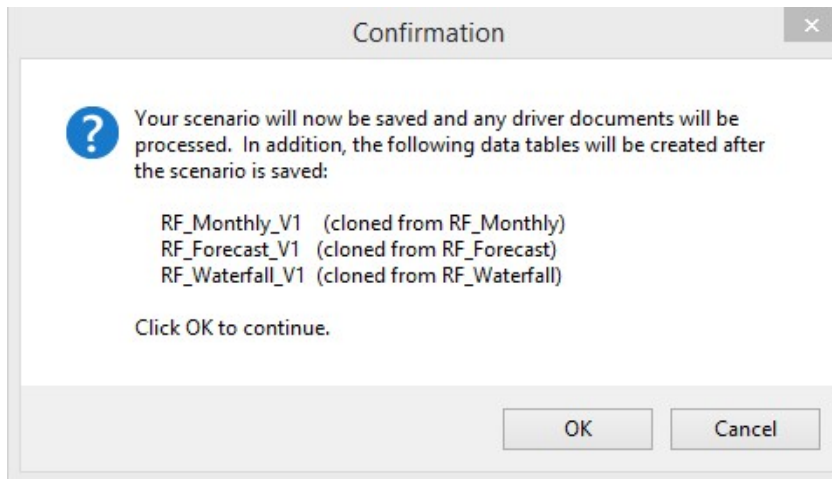 Confirmation
Your scenario will now be saved and any driver documents will be
processed.  In addition, the following data tables will be created after
the scenario is saved:
RF_Monthly_V1    (cloned from RF_Monthly)
RF_Forecast_V1  (cloned from RF_Forecast)
RF_Waterfall_V1  (cloned from RF_Waterfall)
Click OK to continue.
OK
Cancel